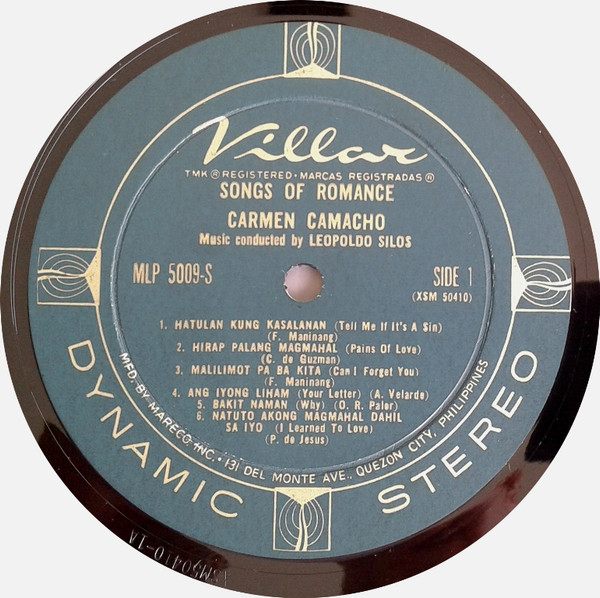 Villar
TMK ® REGISTERED • MARCAS REGISTRADAS ®
SONGS OF ROMANCE
CARMEN CAMACHO
Music conducted by LEOPOLDO SILOS
MLP 5009-S
SIDE 1
(XSM 50410)
1. HATULAN KUNG KASALANAN (Tell Me If It's A Sin)
(F. Maninang)
2. HIRAP PALANG MAGMAHAL (Pains Of Love)
(C. de Guzman)
3. MALILIMOT PA BA KITA (Can I Forget You)
(F. Maninang)
4. ANG IYONG LIHAM (Your Letter) (A. Velarde)
5. BAKIT NAMAN (Why) (O. R. Palor)
6. NATUTO AKONG MAGMAHAL DAHIL
SA IYO (I Learned To Love)
(P. de Jesus)
MFD. BY MARECO INC. • 131 DEL MONTE AVE., QUEZON CITY, PHILIPPINES
DYNAMIC STEREO
XSM50410-1A